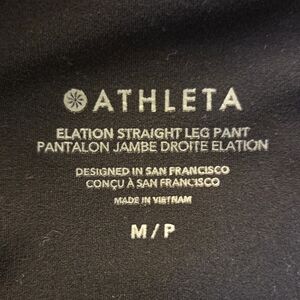 ATHLETA
ELATION STRAIGHT LEG PANT
PANTALON JAMBE DROITE ELATION
DESIGNED IN SAN FRANCISCO
CONÇU À SAN FRANCISCO
MADE IN VIETNAM
M/P